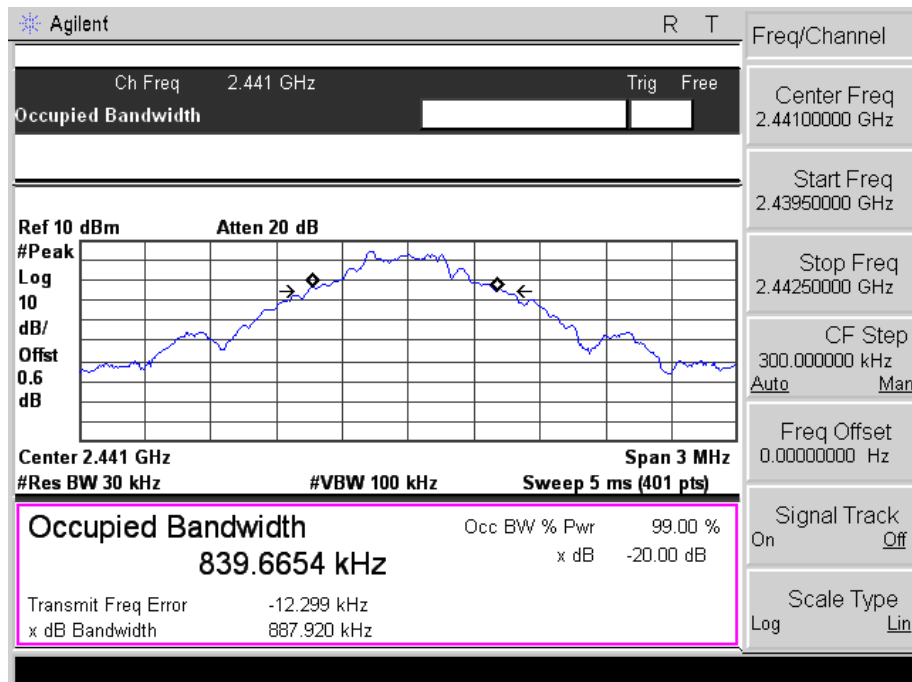 Agilent R T
Ch Freq 2.441 GHz Trig Free
Occupied Bandwidth
Ref 10 dBm Atten 20 dB
#Peak
Log
10
dB/
Offst
0.6
dB
Center 2.441 GHz Span 3 MHz
#Res BW 30 kHz #VBW 100 kHz Sweep 5 ms (401 pts)
Occupied Bandwidth Occ BW % Pwr 99.00 %
839.6654 kHz x dB -20.00 dB
Transmit Freq Error -12.299 kHz
x dB Bandwidth 887.920 kHz
Freq/Channel
Center Freq
2.44100000 GHz
Start Freq
2.43950000 GHz
Stop Freq
2.44250000 GHz
CF Step
300.000000 kHz
Auto Man
Freq Offset
0.00000000 Hz
Signal Track
On Off
Scale Type
Log Lin